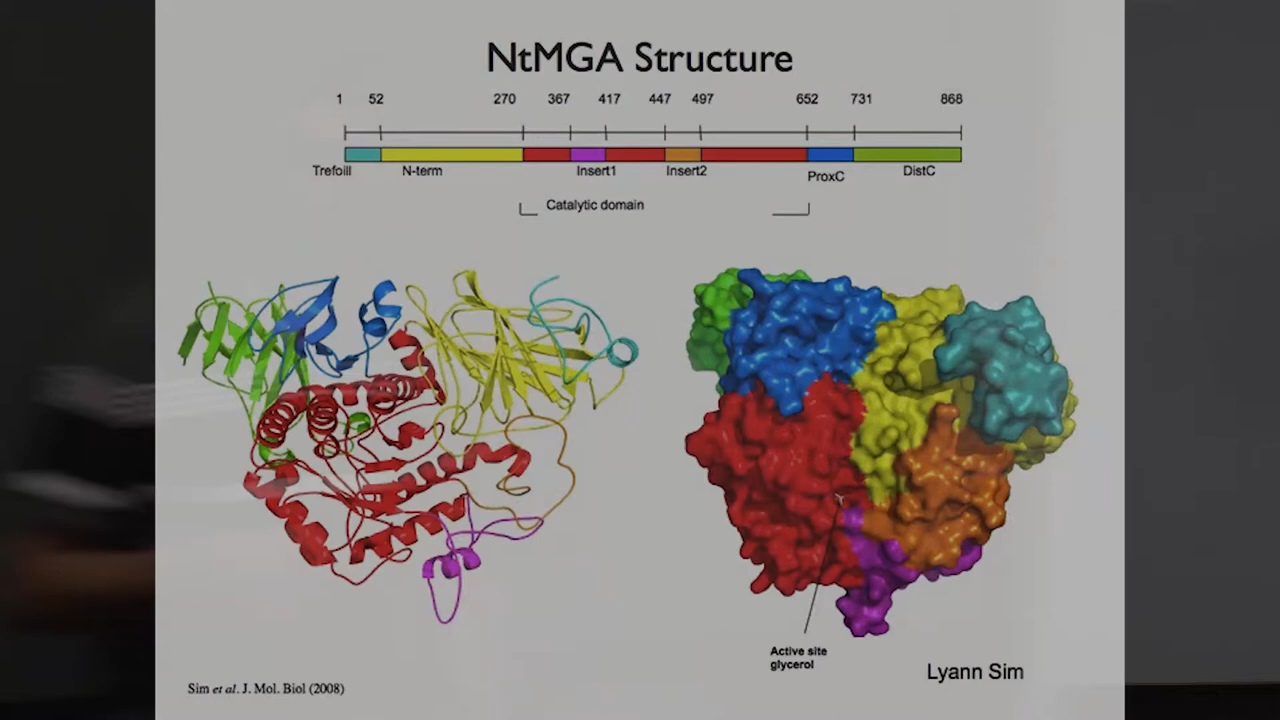 NtMGA Structure
1 52 270 367 417 447 497 652 731 868
Trefoill N-term Insert1 Insert2 ProxC DistC
Catalytic domain
Active site
glycerol
Lyann Sim
Sim et al. J. Mol. Biol (2008)